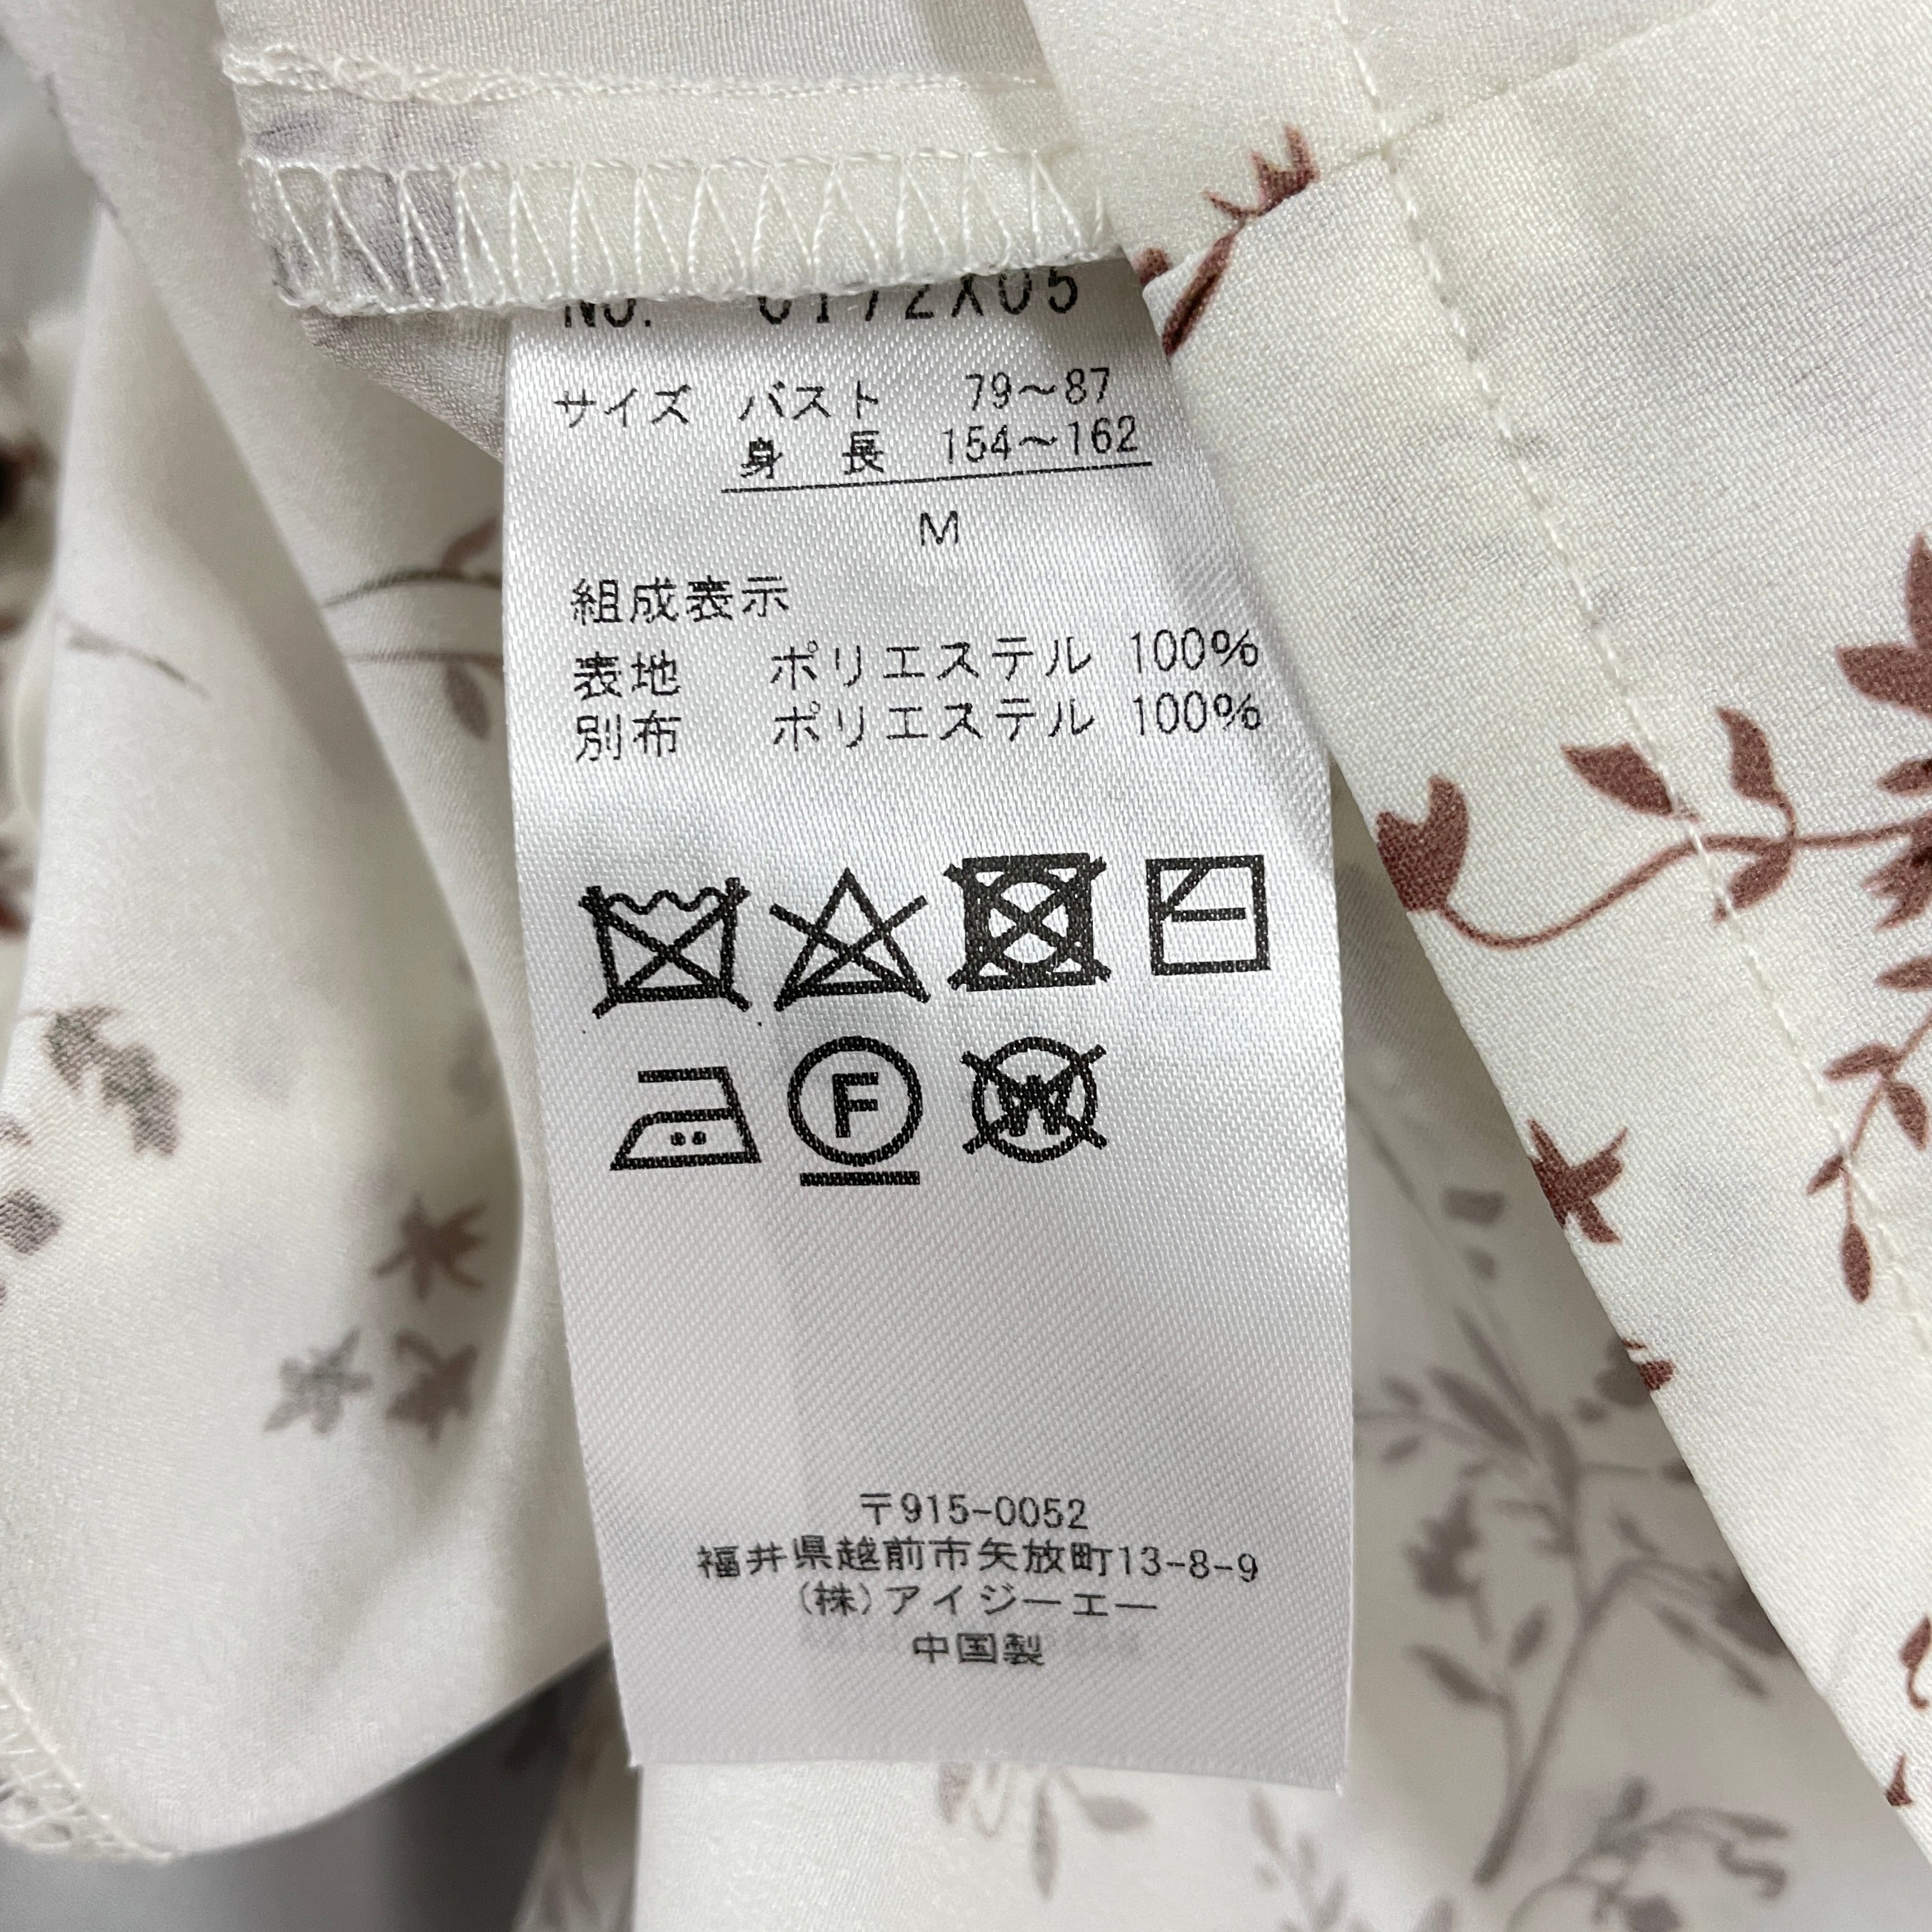 No. 0172X05
サイズ バスト 79〜87
身 長 154〜162
M
組成表示
表地 ポリエステル 100%
別布 ポリエステル 100%
F
W
〒915-0052
福井県越前市矢放町13-8-9
(株)アイジーエー
中国製